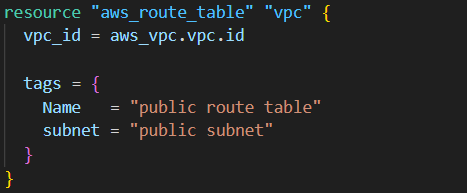 resource "aws_route_table" "vpc" {
  vpc_id = aws_vpc.vpc.id

  tags = {
    Name   = "public route table"
    subnet = "public subnet"
  }
}